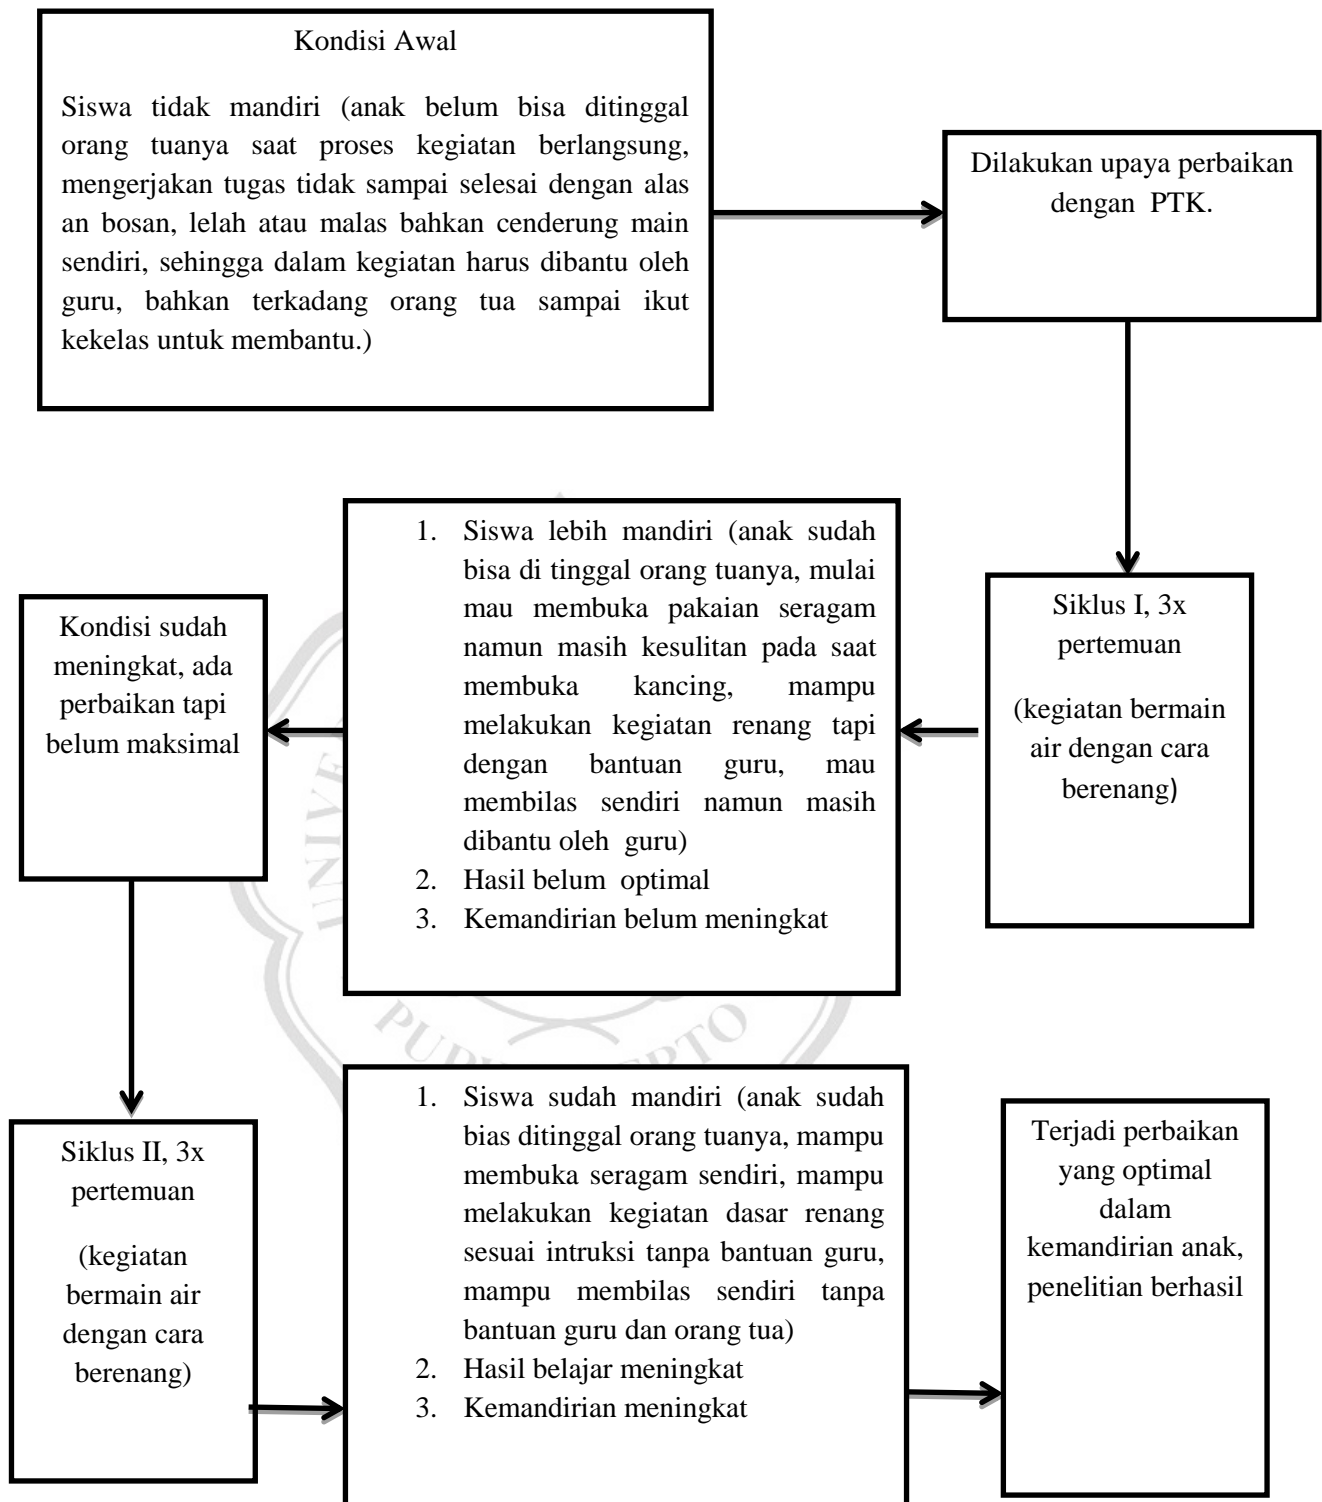 Kondisi Awal
Siswa tidak mandiri (anak belum bisa ditinggal
orang tuanya saat proses kegiatan berlangsung,
mengerjakan tugas tidak sampai selesai dengan alas
an bosan, lelah atau malas bahkan cenderung main
sendiri, sehingga dalam kegiatan harus dibantu oleh
guru, bahkan terkadang orang tua sampai ikut
kekelas untuk membantu.)
Dilakukan upaya perbaikan
dengan PTK.
Siklus I, 3x
pertemuan
(kegiatan bermain
air dengan cara
berenang)
1. Siswa lebih mandiri (anak sudah
bisa di tinggal orang tuanya, mulai
mau membuka pakaian seragam
namun masih kesulitan pada saat
membuka kancing, mampu
melakukan kegiatan renang tapi
dengan bantuan guru, mau
membilas sendiri namun masih
dibantu oleh guru)
2. Hasil belum optimal
3. Kemandirian belum meningkat
Kondisi sudah
meningkat, ada
perbaikan tapi
belum maksimal
Siklus II, 3x
pertemuan
(kegiatan
bermain air
dengan cara
berenang)
1. Siswa sudah mandiri (anak sudah
bias ditinggal orang tuanya, mampu
membuka seragam sendiri, mampu
melakukan kegiatan dasar renang
sesuai intruksi tanpa bantuan guru,
mampu membilas sendiri tanpa
bantuan guru dan orang tua)
2. Hasil belajar meningkat
3. Kemandirian meningkat
Terjadi perbaikan
yang optimal
dalam
kemandirian anak,
penelitian berhasil